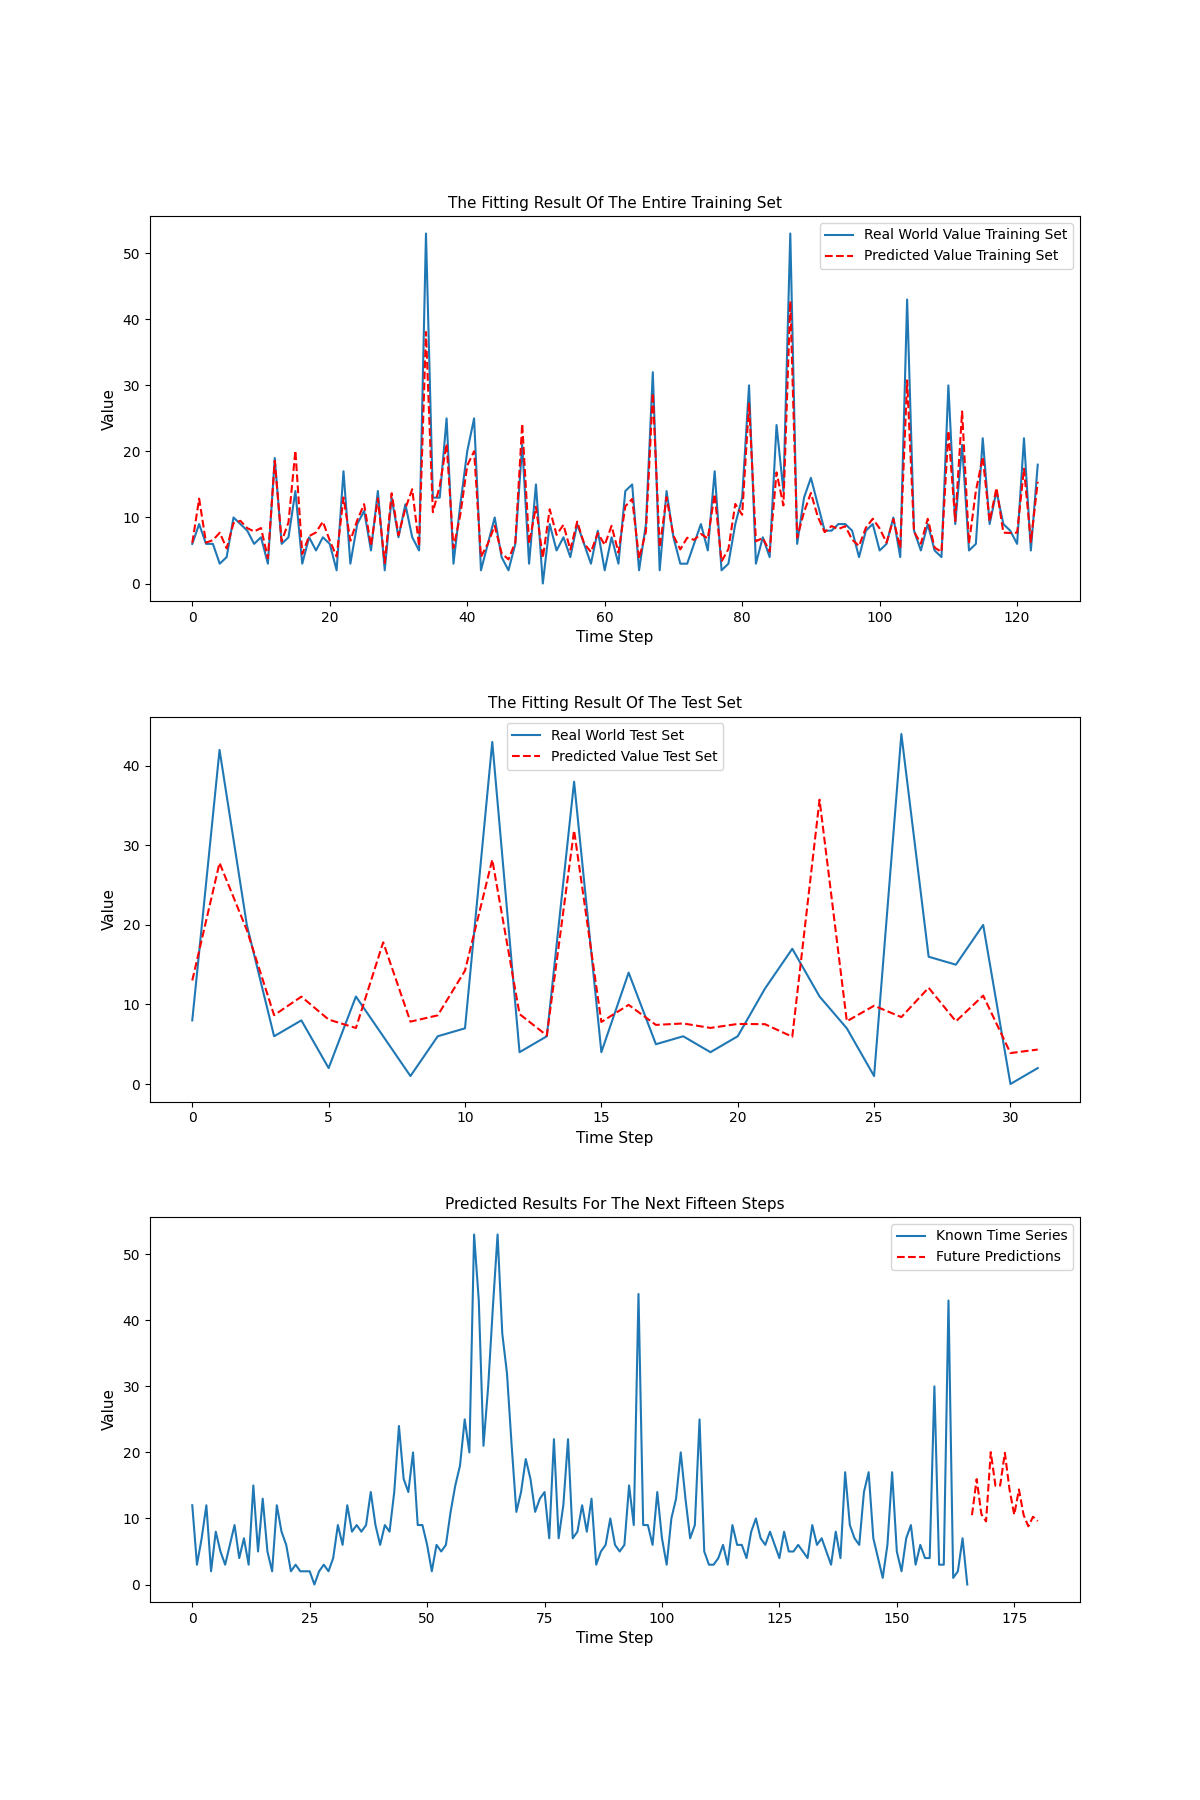 The Fitting Result Of The Entire Training Set
Real World Value Training Set
Predicted Value Training Set
Value
50
40
30
20
10
0
0 20 40 60 80 100 120
Time Step
The Fitting Result Of The Test Set
Real World Test Set
Predicted Value Test Set
Value
40
30
20
10
0
0 5 10 15 20 25 30
Time Step
Predicted Results For The Next Fifteen Steps
Known Time Series
Future Predictions
Value
50
40
30
20
10
0
0 25 50 75 100 125 150 175
Time Step